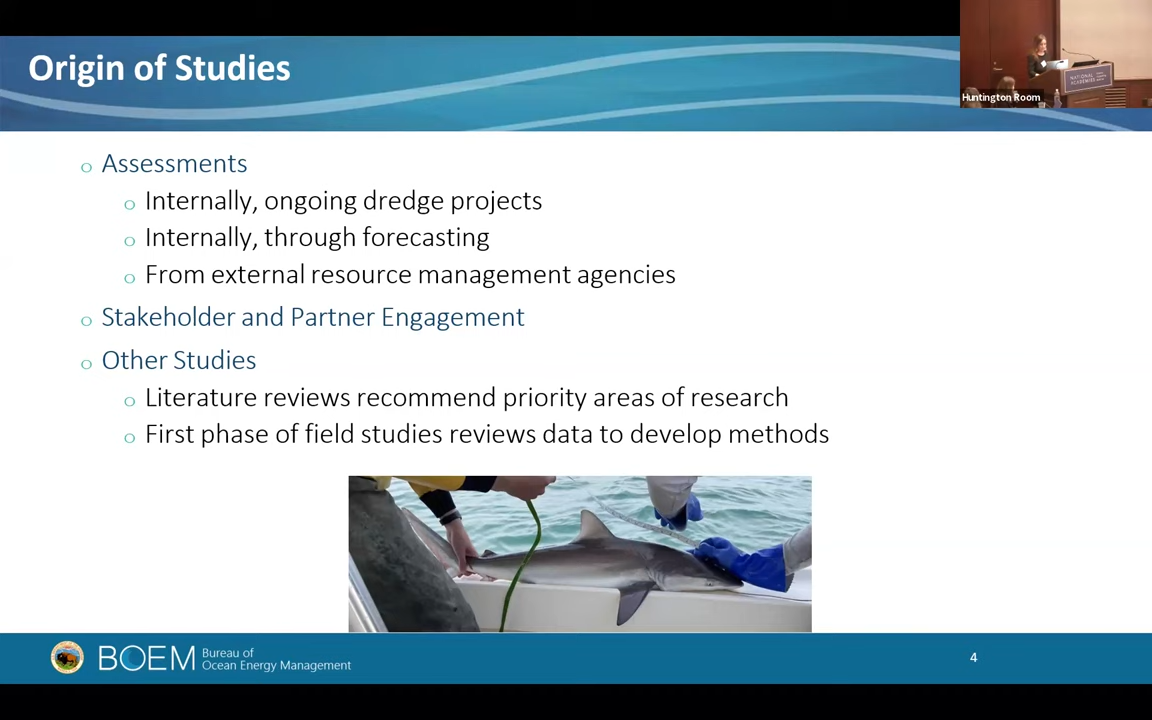 Origin of Studies
Huntington Room
NATIONAL
ACADEMIES
o Assessments
o Internally, ongoing dredge projects
o Internally, through forecasting
o From external resource management agencies
o Stakeholder and Partner Engagement
o Other Studies
o Literature reviews recommend priority areas of research
o First phase of field studies reviews data to develop methods
BOEM
Bureau of
Ocean Energy Management
4